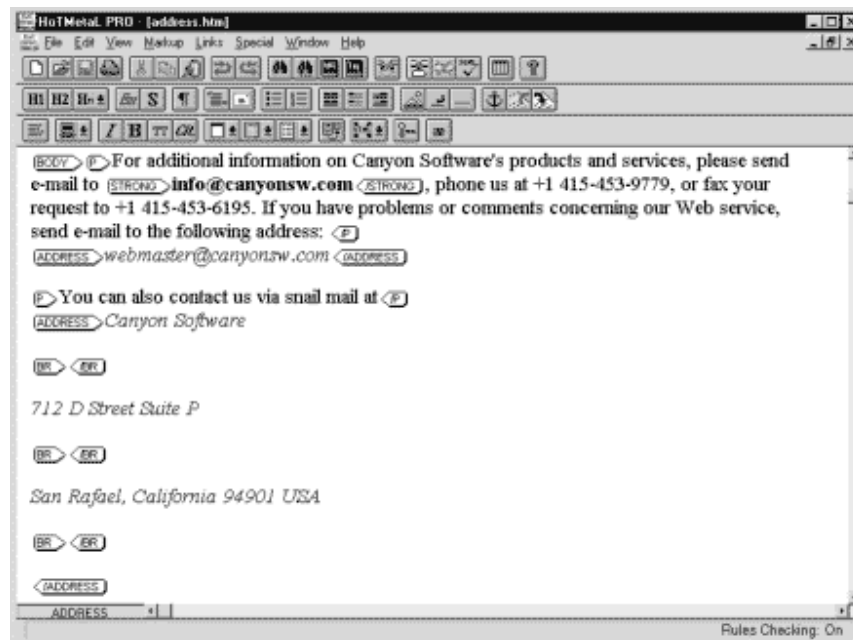 HoTMetaL PRO - [address.htm]
File Edit View Markup Links Special Window Help
H1 H2 Hn S ¶ ?
I B TT
BODY P For additional information on Canyon Software's products and services, please send
e-mail to STRONG info@canyonsw.com /STRONG, phone us at +1 415-453-9779, or fax your
request to +1 415-453-6195. If you have problems or comments concerning our Web service,
send e-mail to the following address: /P
ADDRESS webmaster@canyonsw.com /ADDRESS
P You can also contact us via snail mail at /P
ADDRESS Canyon Software
BR /BR
712 D Street Suite P
BR /BR
San Rafael, California 94901 USA
BR /BR
/ADDRESS
ADDRESS
Rules Checking: On